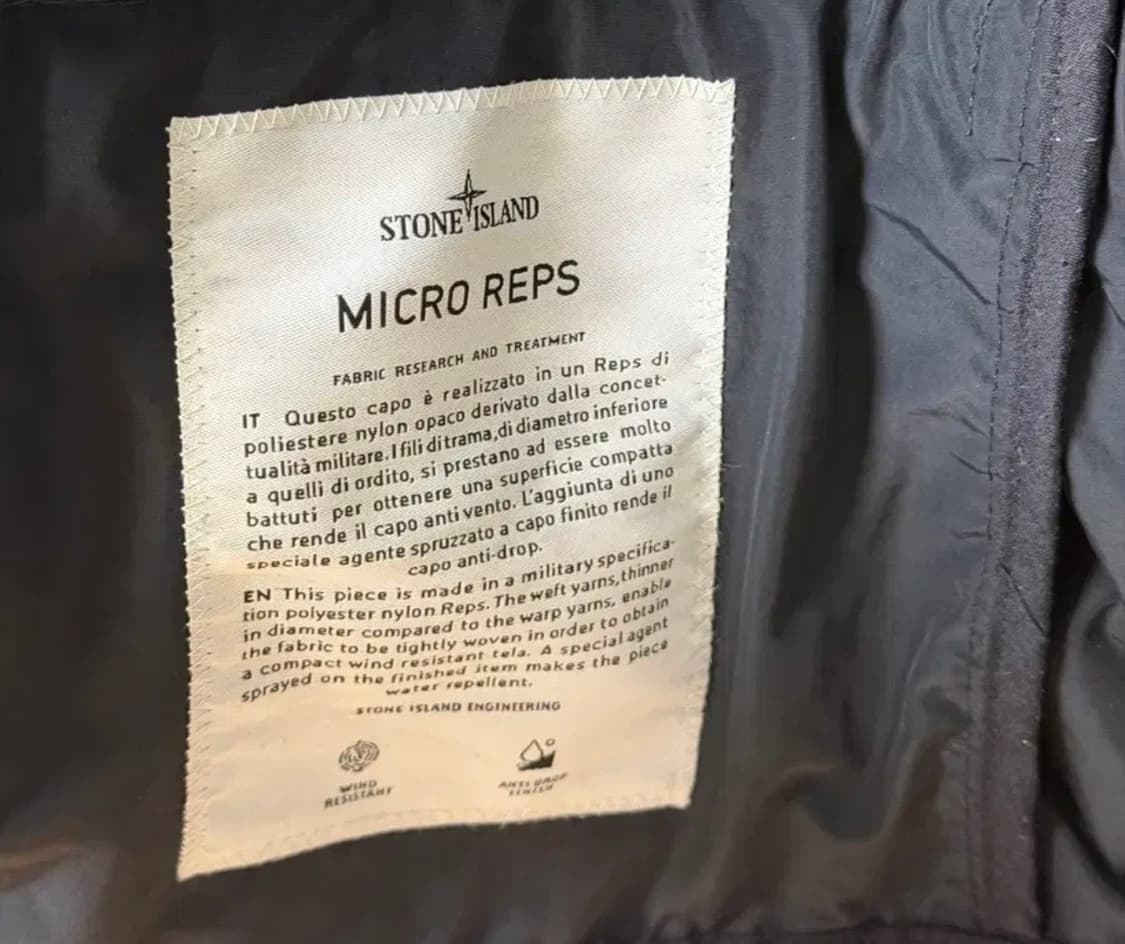 STONE ISLAND
MICRO REPS
FABRIC RESEARCH AND TREATMENT
IT Questo capo è realizzato in un Reps di
poliestere nylon opaco derivato dalla concet-
tualità militare. I fili di trama, di diametro inferiore
a quelli di ordito, si prestano ad essere molto
battuti per ottenere una superficie compatta
che rende il capo anti vento. L'aggiunta di uno
speciale agente spruzzato a capo finito rende il
capo anti-drop.
EN This piece is made in a military specifica-
tion polyester nylon Reps. The weft yarns, thinner
in diameter compared to the warp yarns, enable
the fabric to be tightly woven in order to obtain
a compact wind resistant tela. A special agent
sprayed on the finished item makes the piece
water repellent.
STONE ISLAND ENGINEERING
WIND
RESISTANT
ANTI DROP
FINISH